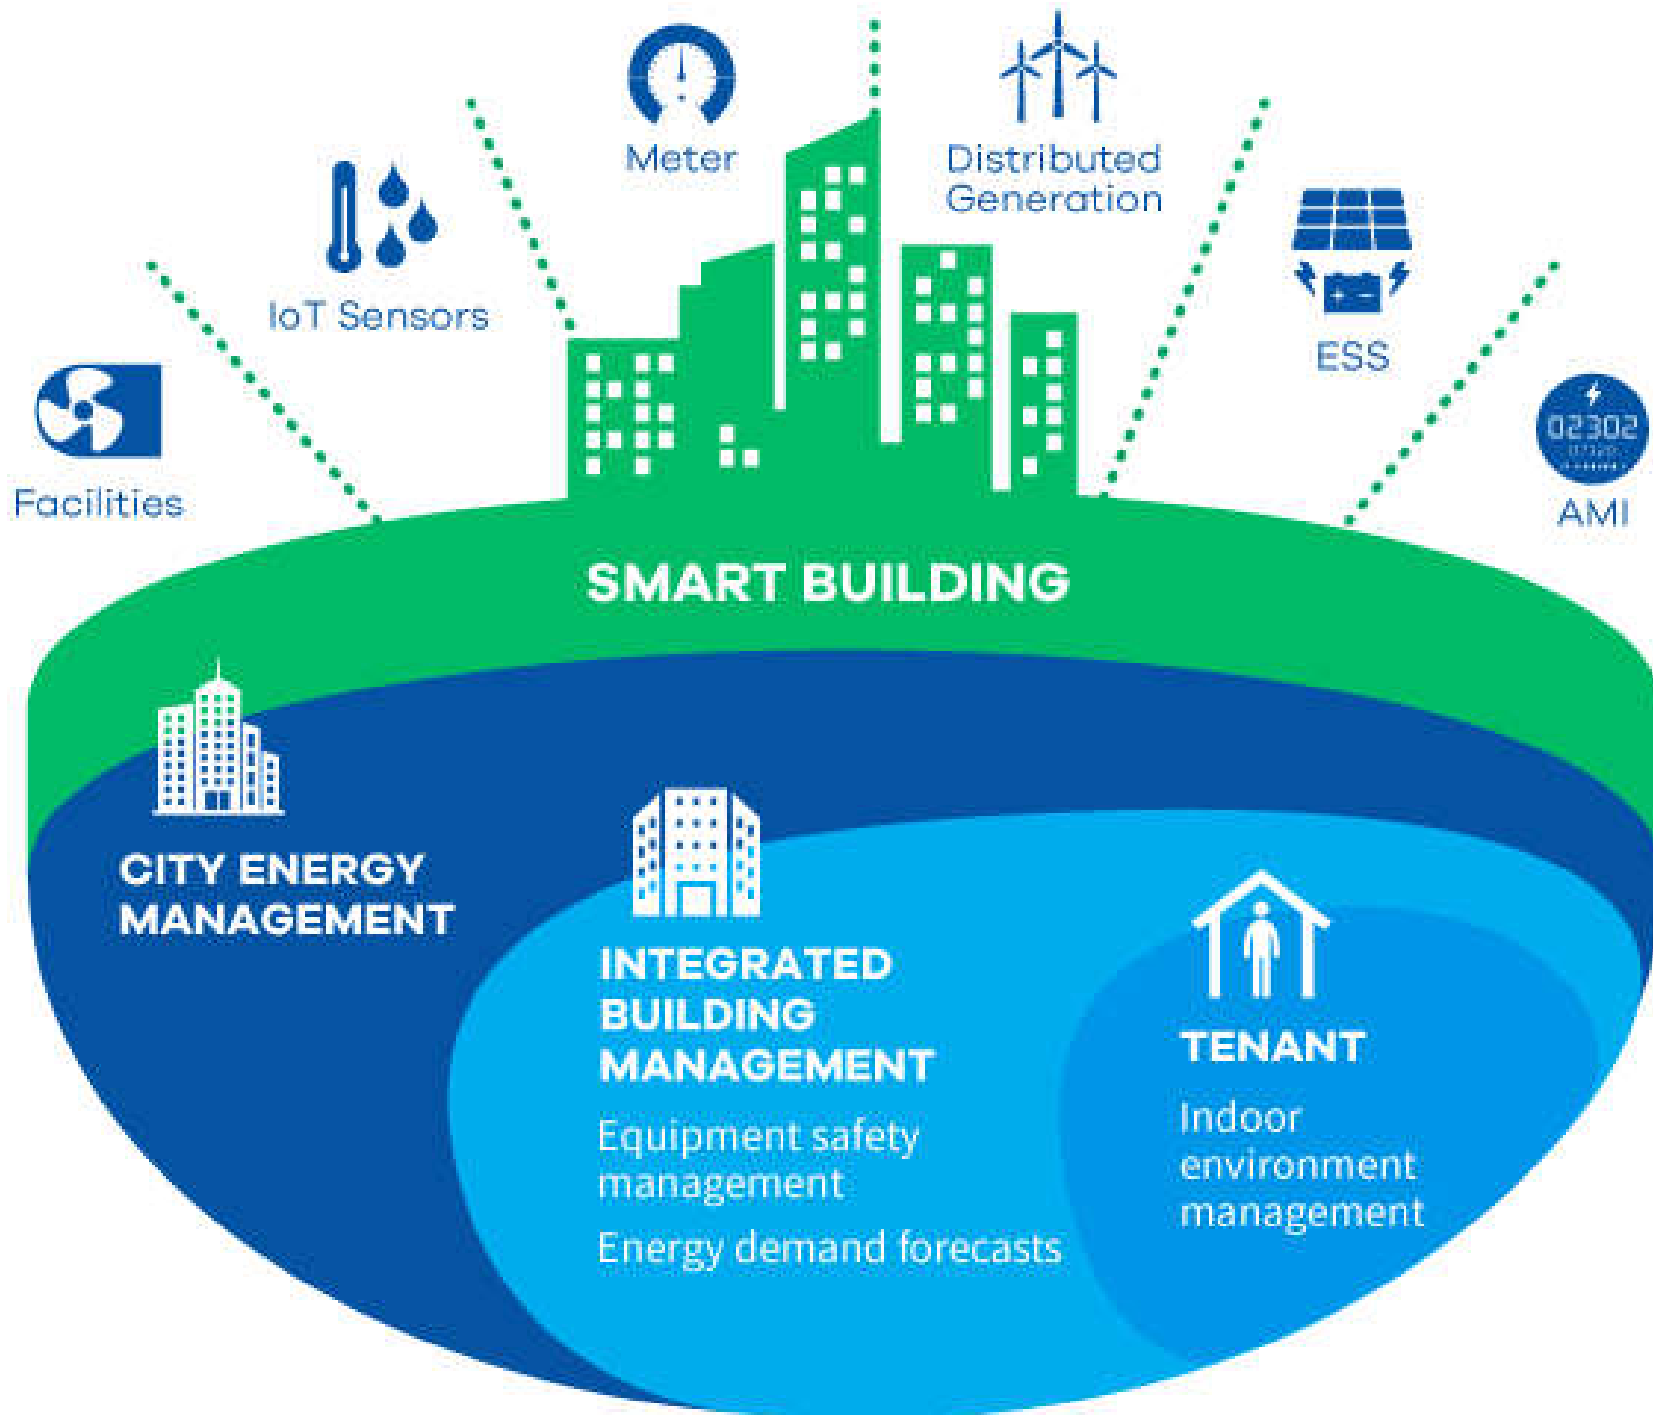 Meter
Distributed
Generation
IoT Sensors
ESS
Facilities
02302
AMI
SMART BUILDING
CITY ENERGY
MANAGEMENT
INTEGRATED
BUILDING
MANAGEMENT
Equipment safety
management
Energy demand forecasts
TENANT
Indoor
environment
management